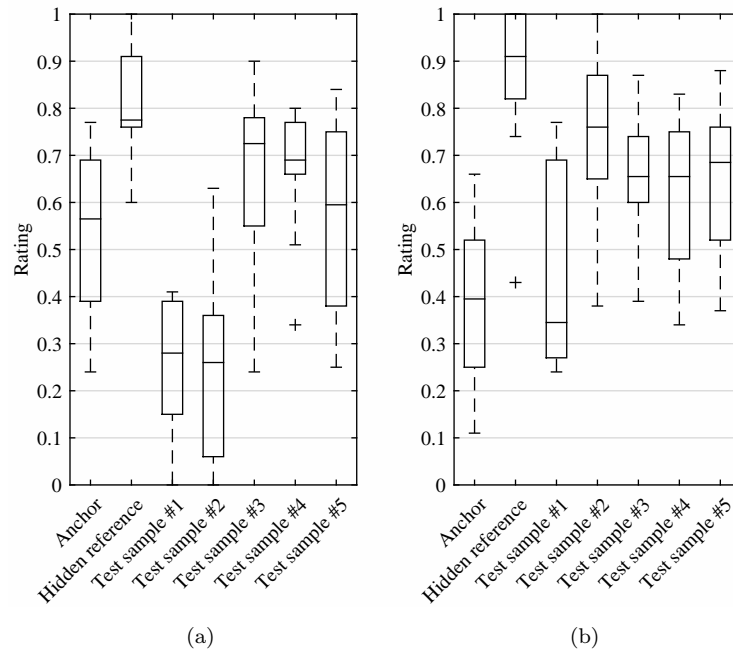 1
0.9
0.8
0.7
0.6
0.5
0.4
0.3
0.2
0.1
0
Rating
Anchor
Hidden reference
Test sample #1
Test sample #2
Test sample #3
Test sample #4
Test sample #5
(a)
1
0.9
0.8
0.7
0.6
0.5
0.4
0.3
0.2
0.1
0
Rating
Anchor
Hidden reference
Test sample #1
Test sample #2
Test sample #3
Test sample #4
Test sample #5
(b)